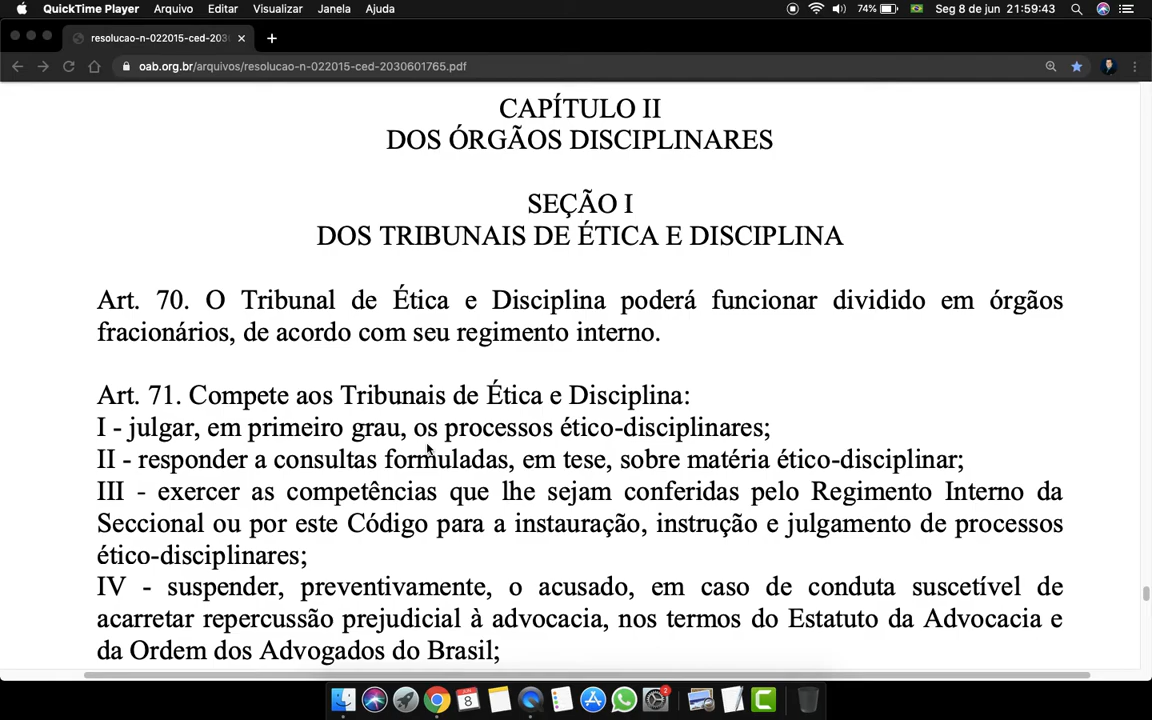 QuickTime Player Arquivo Editar Visualizar Janela Ajuda 74% Seg 8 de jun 21:59:43
resolucao-n-022015-ced-203
oab.org.br/arquivos/resolucao-n-022015-ced-2030601765.pdf
CAPÍTULO II
DOS ÓRGÃOS DISCIPLINARES
SEÇÃO I
DOS TRIBUNAIS DE ÉTICA E DISCIPLINA
Art. 70. O Tribunal de Ética e Disciplina poderá funcionar dividido em órgãos
fracionários, de acordo com seu regimento interno.
Art. 71. Compete aos Tribunais de Ética e Disciplina:
I - julgar, em primeiro grau, os processos ético-disciplinares;
II - responder a consultas formuladas, em tese, sobre matéria ético-disciplinar;
III - exercer as competências que lhe sejam conferidas pelo Regimento Interno da
Seccional ou por este Código para a instauração, instrução e julgamento de processos
ético-disciplinares;
IV - suspender, preventivamente, o acusado, em caso de conduta suscetível de
acarretar repercussão prejudicial à advocacia, nos termos do Estatuto da Advocacia e
da Ordem dos Advogados do Brasil;
8
2